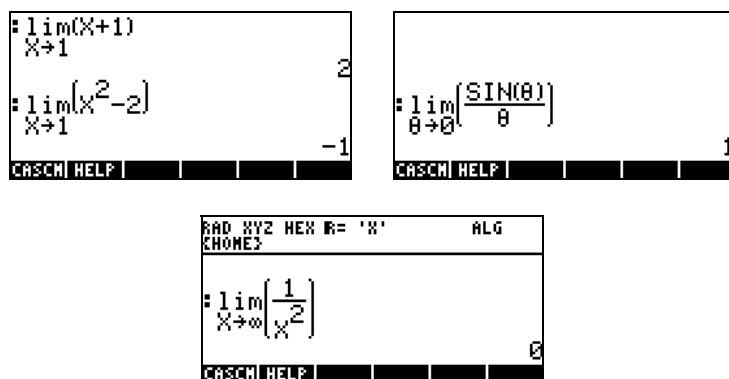 :lim(X+1)
X→1
2
:lim(X²-2)
X→1
-1
CASCM HELP
:lim(SIN(θ)/θ)
θ→0
1
CASCM HELP
RAD XYZ HEX R= 'X' ALG
{HOME}
:lim(1/X²)
X→∞
0
CASCM HELP